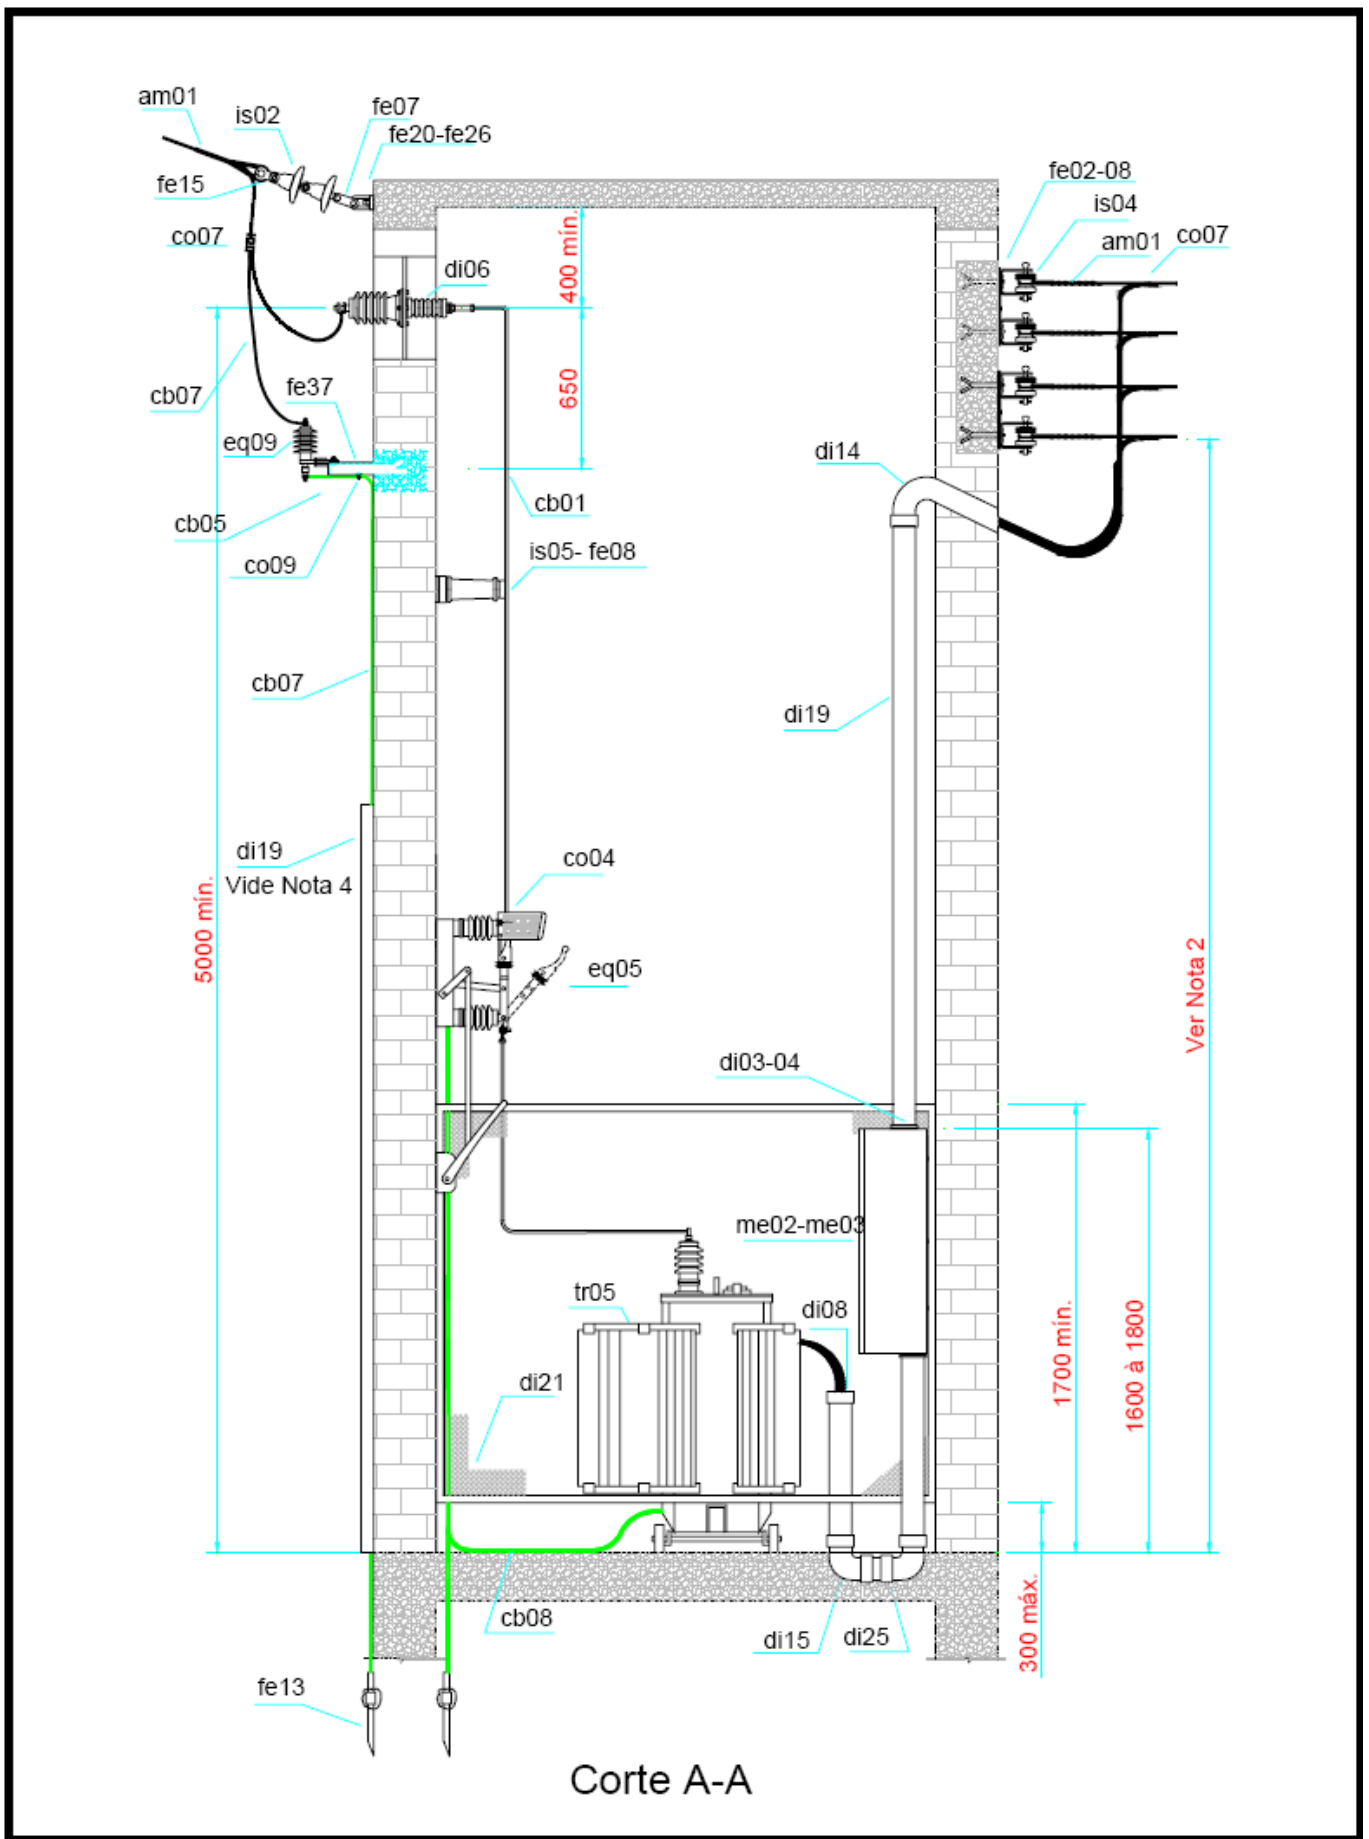 am01
is02
fe07
fe20-fe26
fe15
fe02-08
is04
am01
co07
co07
di06
400 mín.
cb07
fe37
650
eq09
di14
cb05
cb01
co09
is05- fe08
cb07
di19
di19
Vide Nota 4
co04
5000 mín.
eq05
Ver Nota 2
di03-04
me02-me03
tr05
di08
1700 mín.
1600 à 1800
di21
cb08
di15
di25
300 máx.
fe13
Corte A-A